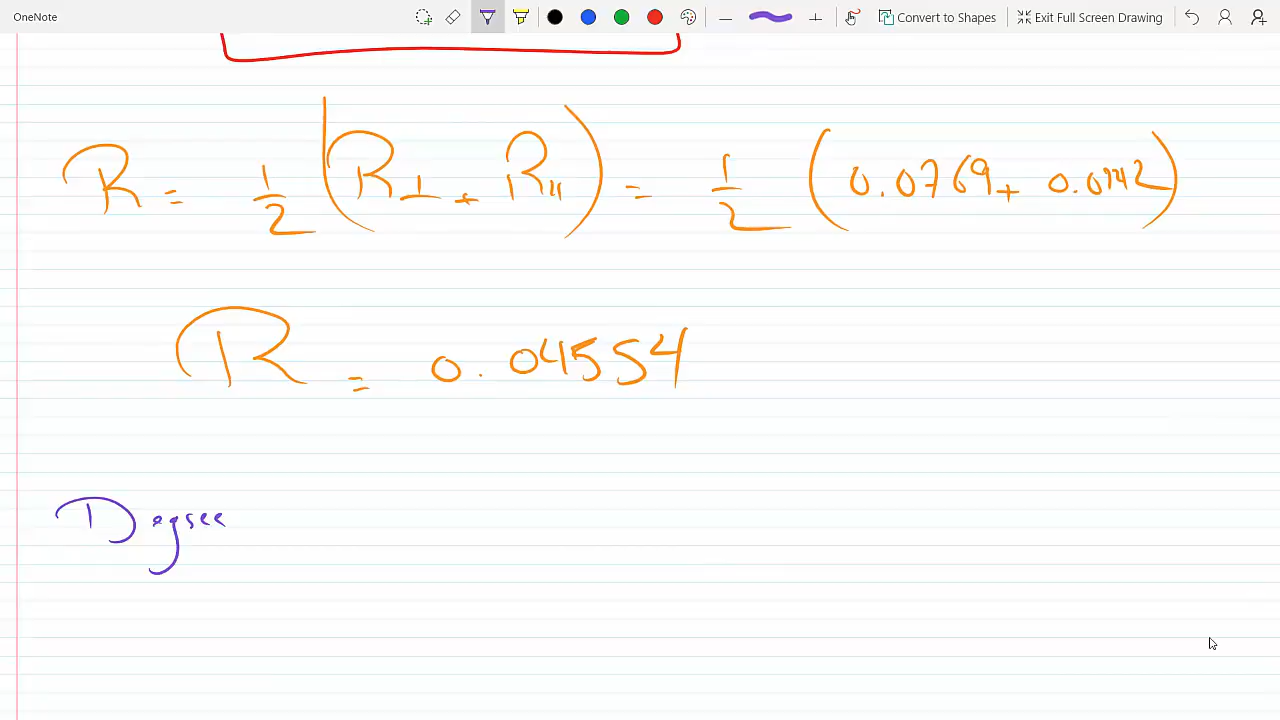 OneNote
Convert to Shapes
Exit Full Screen Drawing
R = 1/2 (R⊥ + R∥) = 1/2 (0.0769 + 0.0142)
R = 0.04554
Degree